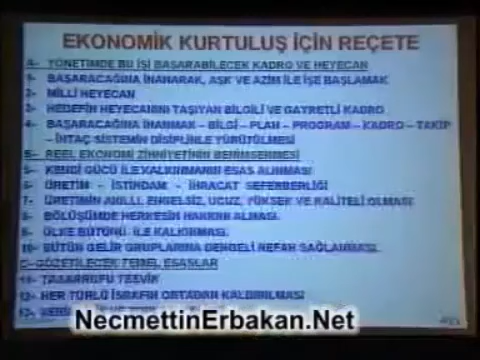 EKONOMİK KURTULUŞ İÇİN REÇETE
A- YÖNETİMDE BU İŞİ BAŞARABİLECEK KADRO VE HEYECAN
1- BAŞARACAĞINA İNANARAK, AŞK VE AZİM İLE İŞE BAŞLAMAK
2- MİLLİ HEYECAN
3- HEDEFİN HEYECANINI TAŞIYAN BİLGİLİ VE GAYRETLİ KADRO
4- BAŞARACAĞINA İNANMAK – BİLGİ – PLAN – PROGRAM – KADRO – TAKİP
– İHTAÇ SİSTEMİN DİSİPLİNLE YÜRÜTÜLMESİ
B- REEL EKONOMİ ZİHNİYETİNİN BENİMSENMESİ
5- KENDİ GÜCÜ İLE KALKINMANIN ESAS ALINMASI
6- ÜRETİM - İSTİHDAM - İHRACAT SEFERBERLİĞİ
7- ÜRETİMİN AKILLI, ENGELSİZ, UCUZ, YÜKSEK VE KALİTELİ OLMASI
8- BÖLÜŞÜMDE HERKESİN HAKKINI ALMASI.
9- ÜLKE BÜTÜNÜ İLE KALKINMASI.
10- BÜTÜN GELİR GRUPLARINA DENGELİ REFAH SAĞLANMASI.
C- GÖZETİLECEK TEMEL ESASLAR
11- TASARRUFU TEŞVİK
12- HER TÜRLÜ İSRAFIN ORTADAN KALDIRILMASI
NecmettinErbakan.Net